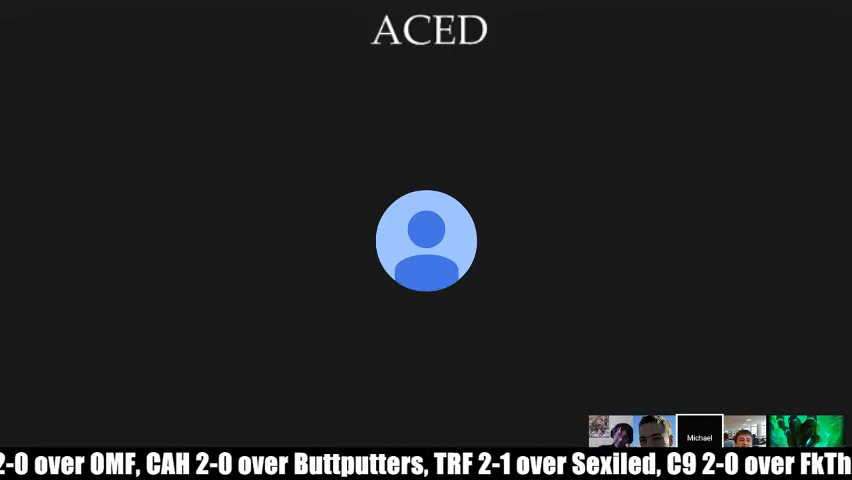 ACED
Michael
2-0 over OMF, CAH 2-0 over Buttputters, TRF 2-1 over Sexiled, C9 2-0 over FkTh